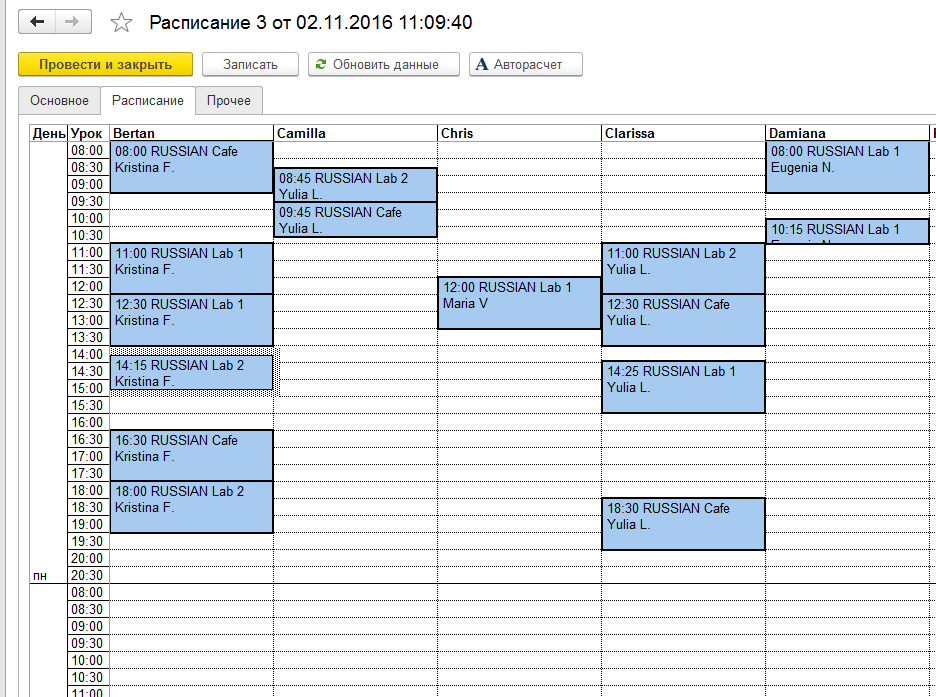 Расписание 3 от 02.11.2016 11:09:40
Провести и закрыть Записать Обновить данные Авторасчет
Основное Расписание Прочее
День Урок Bertan Camilla Chris Clarissa Damiana
08:00
08:30
09:00
09:30
10:00
10:30
11:00
11:30
12:00
12:30
13:00
13:30
14:00
14:30
15:00
15:30
16:00
16:30
17:00
17:30
18:00
18:30
19:00
19:30
20:00
пн 20:30
08:00
08:30
09:00
09:30
10:00
10:30
11:00
08:00 RUSSIAN Cafe
Kristina F.
11:00 RUSSIAN Lab 1
Kristina F.
12:30 RUSSIAN Lab 1
Kristina F.
14:15 RUSSIAN Lab 2
Kristina F.
16:30 RUSSIAN Cafe
Kristina F.
18:00 RUSSIAN Lab 2
Kristina F.
08:45 RUSSIAN Lab 2
Yulia L.
09:45 RUSSIAN Cafe
Yulia L.
12:00 RUSSIAN Lab 1
Maria V
11:00 RUSSIAN Lab 2
Yulia L.
12:30 RUSSIAN Cafe
Yulia L.
14:25 RUSSIAN Lab 1
Yulia L.
18:30 RUSSIAN Cafe
Yulia L.
08:00 RUSSIAN Lab 1
Eugenia N.
10:15 RUSSIAN Lab 1